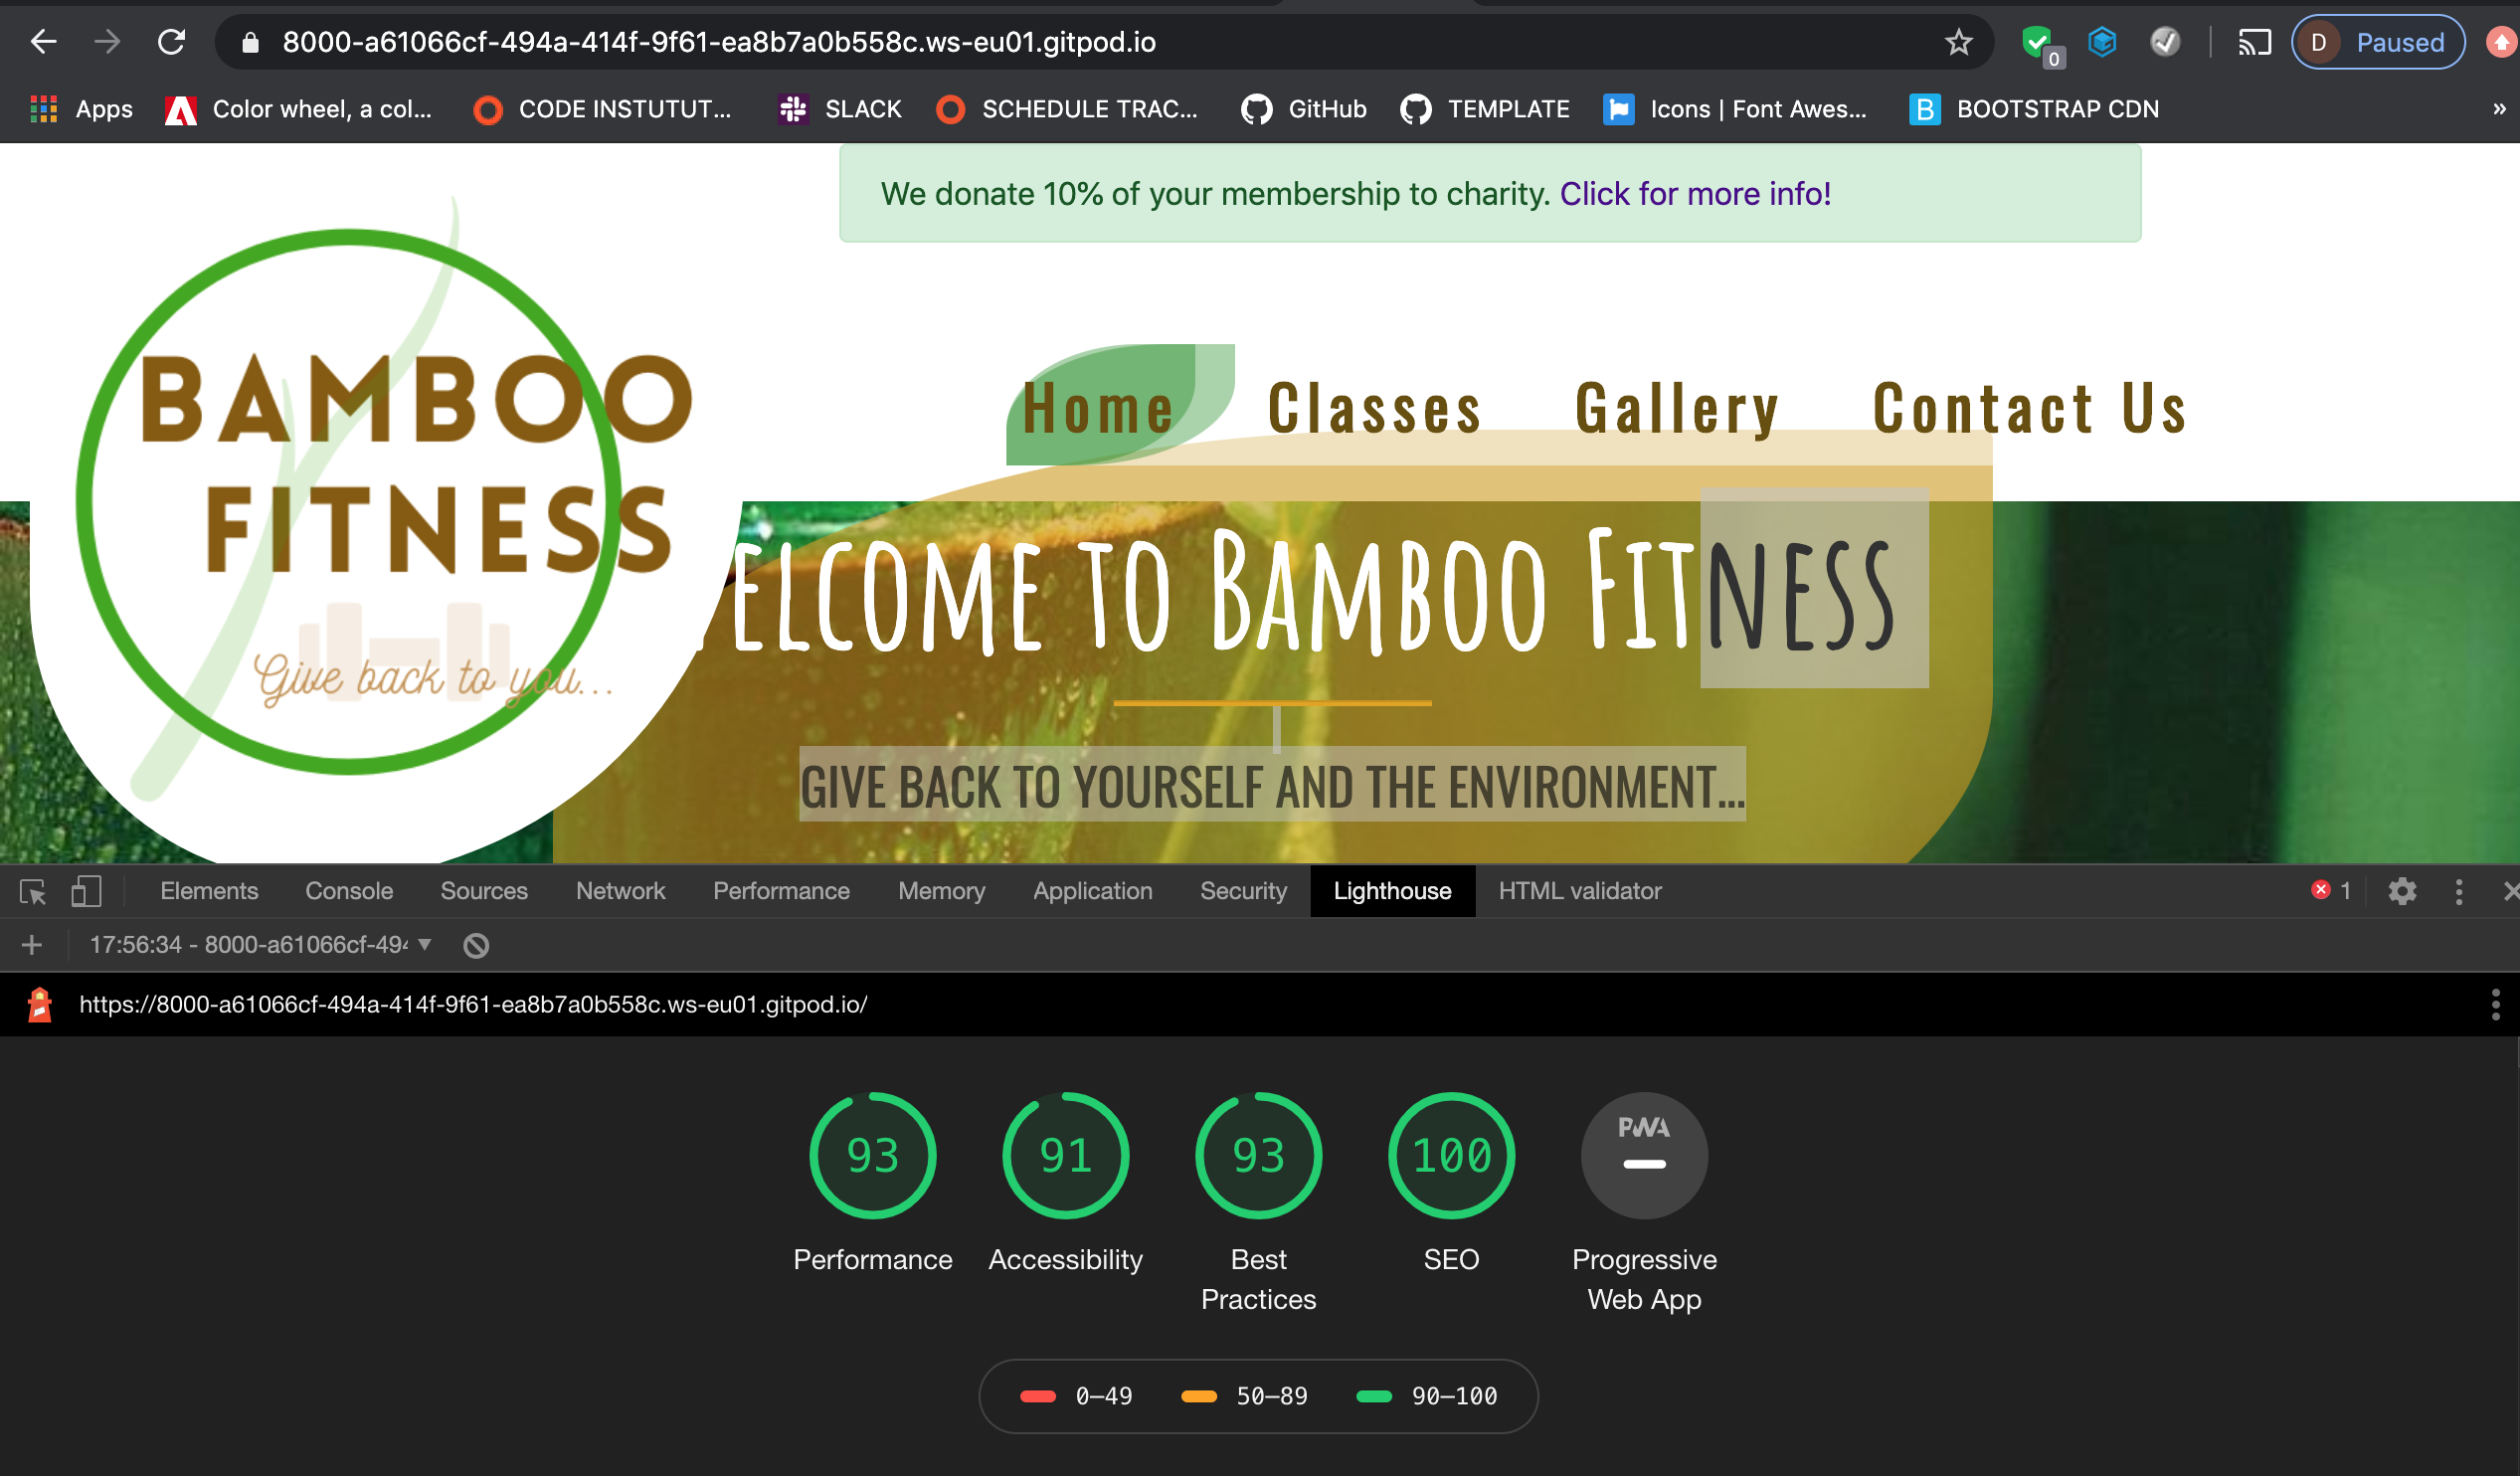 8000-a61066cf-494a-414f-9f61-ea8b7a0b558c.ws-eu01.gitpod.io
0
D Paused
Apps Color wheel, a col... CODE INSTUTUT... SLACK SCHEDULE TRAC... GitHub TEMPLATE Icons | Font Awes... B BOOTSTRAP CDN »
We donate 10% of your membership to charity. Click for more info!
BAMBOO
FITNESS
Give back to you...
Home Classes Gallery Contact Us
ELCOME TO BAMBOO FITNESS
GIVE BACK TO YOURSELF AND THE ENVIRONMENT...
Elements Console Sources Network Performance Memory Application Security Lighthouse HTML validator 1
17:56:34 - 8000-a61066cf-49
https://8000-a61066cf-494a-414f-9f61-ea8b7a0b558c.ws-eu01.gitpod.io/
93 91 93 100 PWA
Performance Accessibility Best Practices SEO Progressive Web App
0–49 50–89 90–100